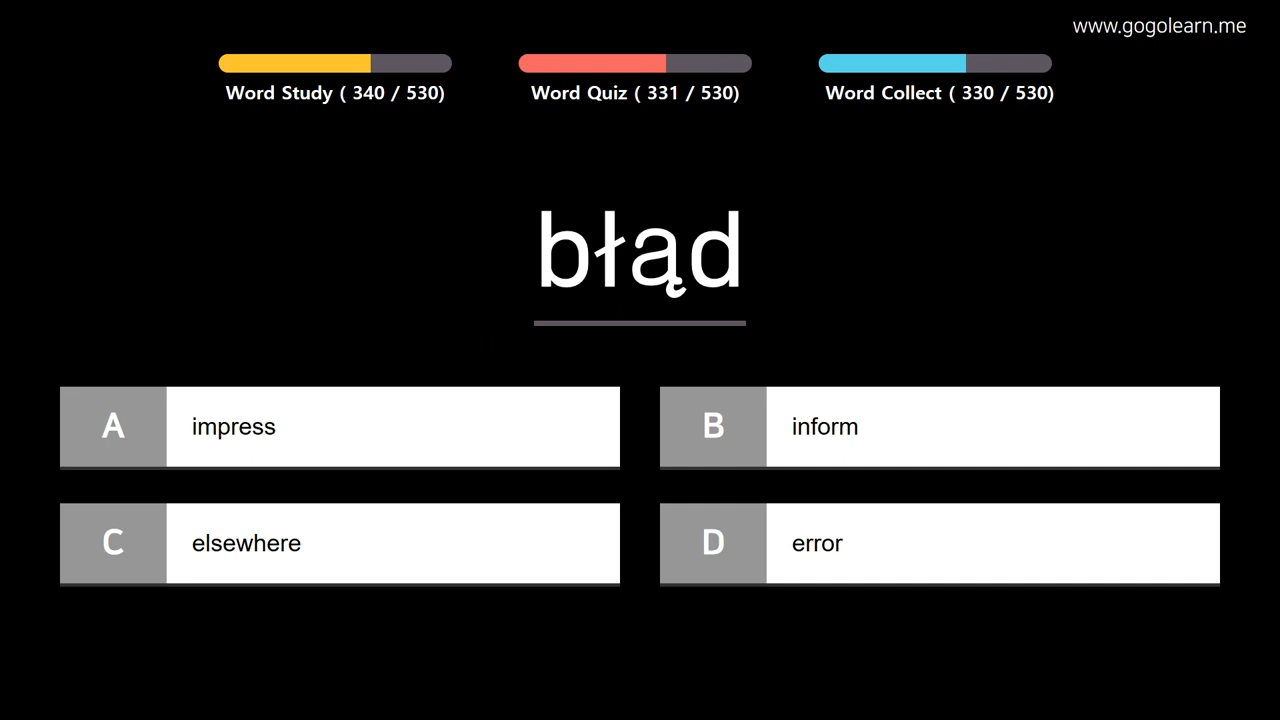 www.gogolearn.me
Word Study ( 340 / 530)
Word Quiz ( 331 / 530)
Word Collect ( 330 / 530)
błąd
A impress
B inform
C elsewhere
D error